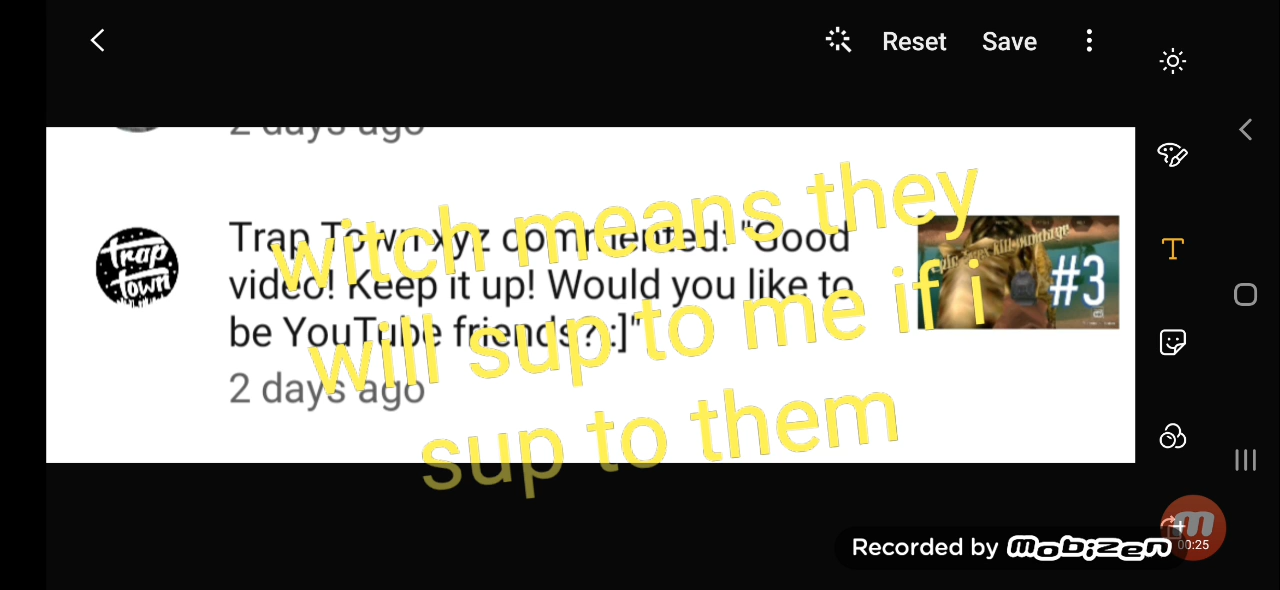 Reset Save
2 days ago
Trap Town xyz commented: "Good
video! Keep it up! Would you like to
be YouTube friends? :]"
2 days ago
witch means they
will sup to me if i
sup to them
Trap
Town
kill montage
#3
Recorded by mobizen
00:25